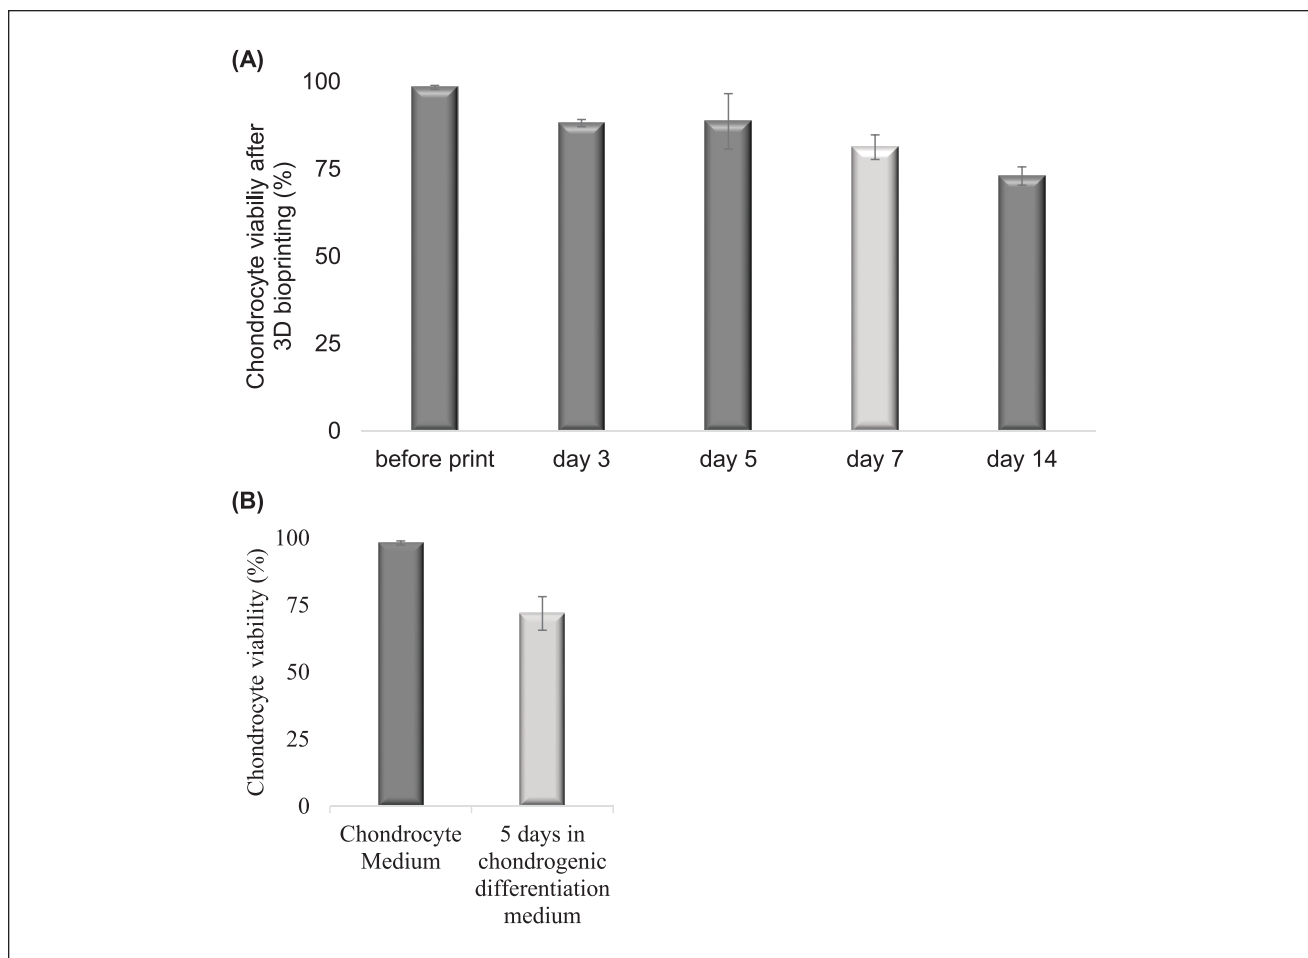 (A)
Chondrocyte viabiliy after
3D bioprinting (%)
100
75
50
25
0
before print
day 3
day 5
day 7
day 14
(B)
Chondrocyte viability (%)
100
75
50
25
0
Chondrocyte
Medium
5 days in
chondrogenic
differentiation
medium